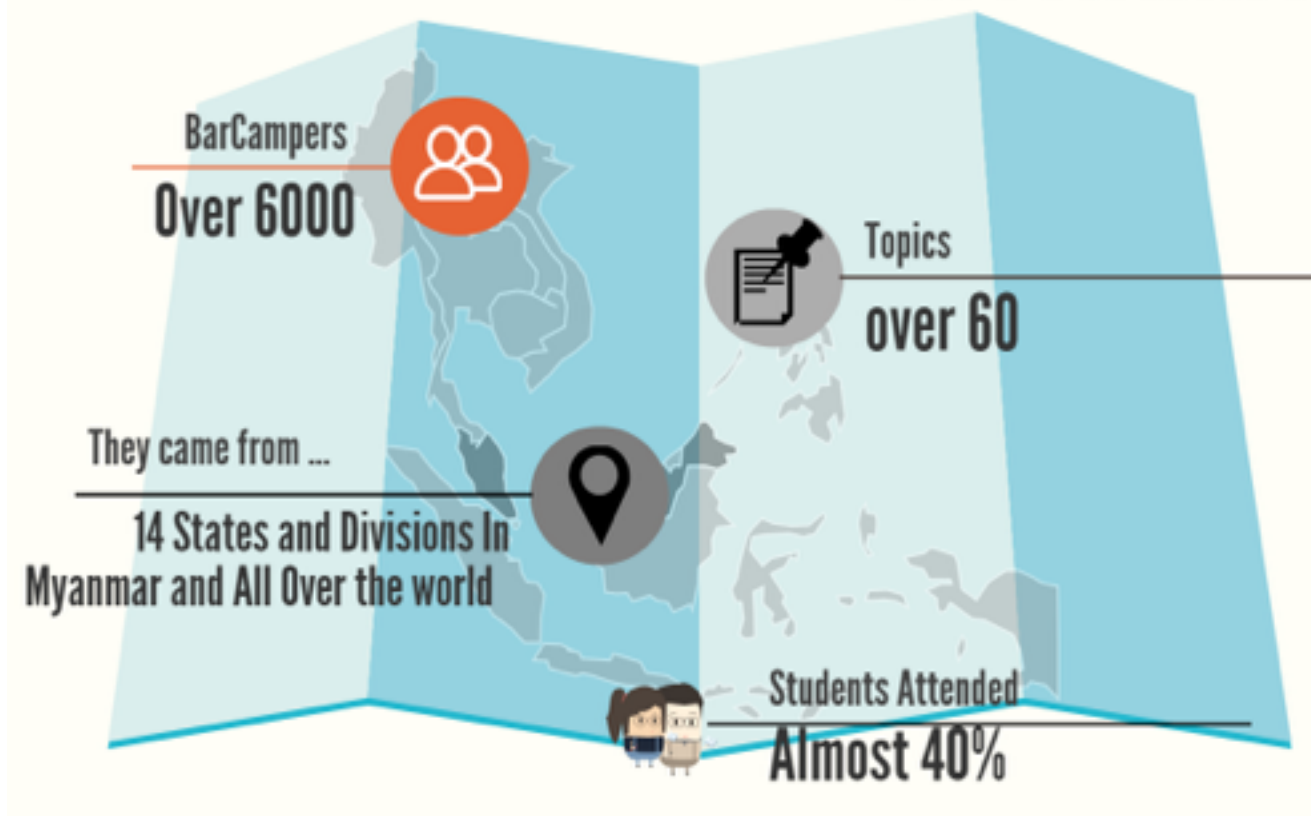 BarCampers
Over 6000
Topics
over 60
They came from ...
14 States and Divisions In
Myanmar and All Over the world
Students Attended
Almost 40%